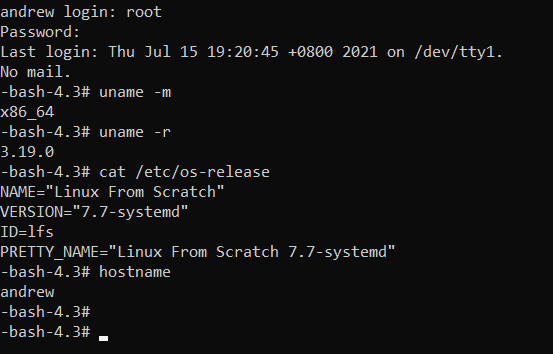 andrew login: root
Password:
Last login: Thu Jul 15 19:20:45 +0800 2021 on /dev/tty1.
No mail.
-bash-4.3# uname -m
x86_64
-bash-4.3# uname -r
3.19.0
-bash-4.3# cat /etc/os-release
NAME="Linux From Scratch"
VERSION="7.7-systemd"
ID=lfs
PRETTY_NAME="Linux From Scratch 7.7-systemd"
-bash-4.3# hostname
andrew
-bash-4.3#
-bash-4.3#